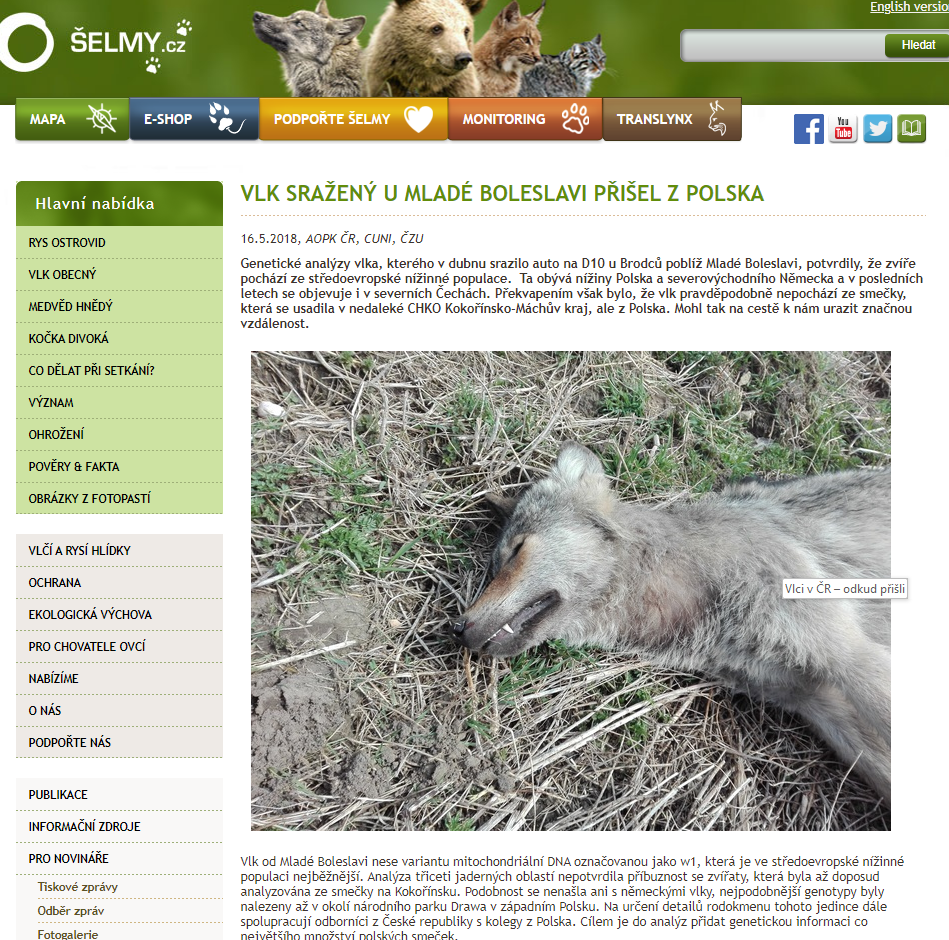 English versio
ŠELMY.cz
Hledat
MAPA
E-SHOP
PODPOŘTE ŠELMY
MONITORING
TRANSLYNX
You
Tube
Hlavní nabídka
RYS OSTROVID
VLK OBECNÝ
MEDVĚD HNĚDÝ
KOČKA DIVOKÁ
CO DĚLAT PŘI SETKÁNÍ?
VÝZNAM
OHROŽENÍ
POVĚRY & FAKTA
OBRÁZKY Z FOTOPASTÍ
VLČÍ A RYSÍ HLÍDKY
OCHRANA
EKOLOGICKÁ VÝCHOVA
PRO CHOVATELE OVCÍ
NABÍZÍME
O NÁS
PODPOŘTE NÁS
PUBLIKACE
INFORMAČNÍ ZDROJE
PRO NOVINÁŘE
Tiskové zprávy
Odběr zpráv
Fotogalerie
VLK SRAŽENÝ U MLADÉ BOLESLAVI PŘIŠEL Z POLSKA
16.5.2018, AOPK ČR, CUNI, ČZU
Genetické analýzy vlka, kterého v dubnu srazilo auto na D10 u Brodců poblíž Mladé Boleslavi, potvrdily, že zvíře
pochází ze středoevropské nížinné populace. Ta obývá nížiny Polska a severovýchodního Německa a v posledních
letech se objevuje i v severních Čechách. Překvapením však bylo, že vlk pravděpodobně nepochází ze smečky,
která se usadila v nedaleké CHKO Kokořínsko-Máchův kraj, ale z Polska. Mohl tak na cestě k nám urazit značnou
vzdálenost.
Vlci v ČR – odkud přišli
Vlk od Mladé Boleslavi nese variantu mitochondriální DNA označovanou jako w1, která je ve středoevropské nížinné
populaci nejběžnější. Analýza třiceti jaderných oblastí nepotvrdila příbuznost se zvířaty, která byla až doposud
analyzována ze smečky na Kokořínsku. Podobnost se nenašla ani s německými vlky, nejpodobnější genotypy byly
nalezeny až v okolí národního parku Drawa v západním Polsku. Na určení detailů rodokmenu tohoto jedince dále
spolupracují odborníci z České republiky s kolegy z Polska. Cílem je do analýz přidat genetickou informaci co
největšího množství polských smeček.